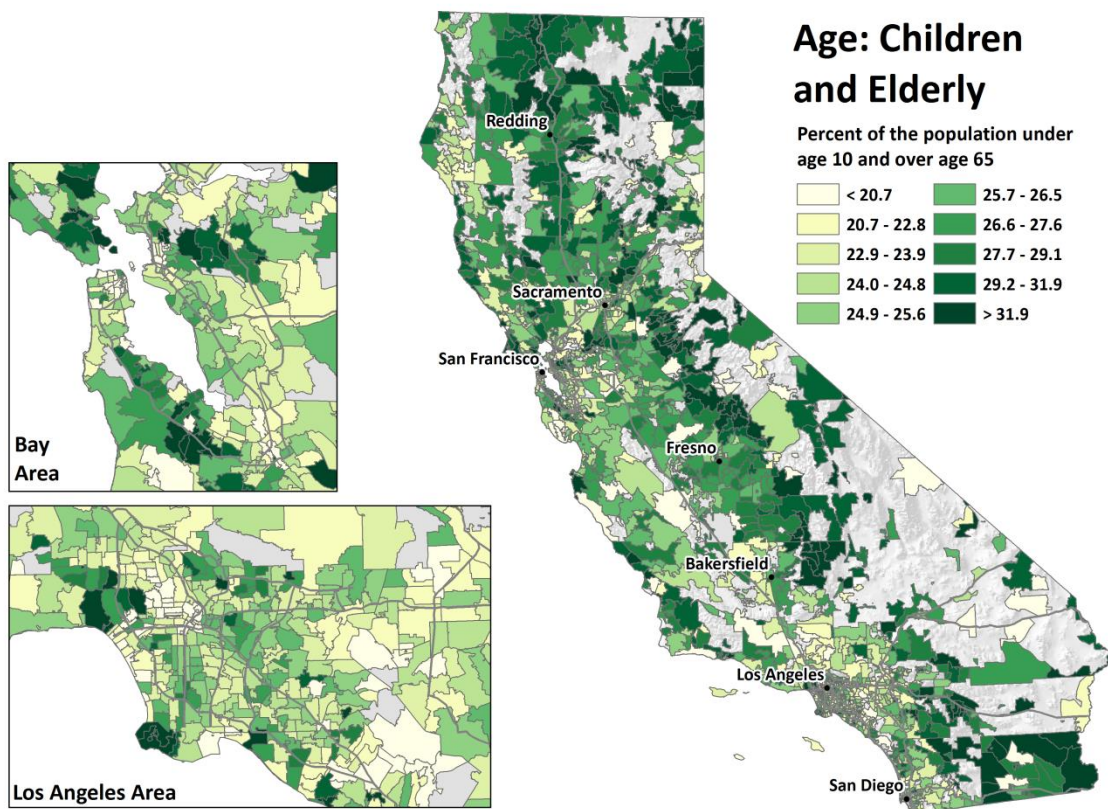 Age: Children
and Elderly
Percent of the population under
age 10 and over age 65
< 20.7
20.7 - 22.8
22.9 - 23.9
24.0 - 24.8
24.9 - 25.6
25.7 - 26.5
26.6 - 27.6
27.7 - 29.1
29.2 - 31.9
> 31.9
Redding
Sacramento
San Francisco
Fresno
Bakersfield
Los Angeles
San Diego
Bay
Area
Los Angeles Area